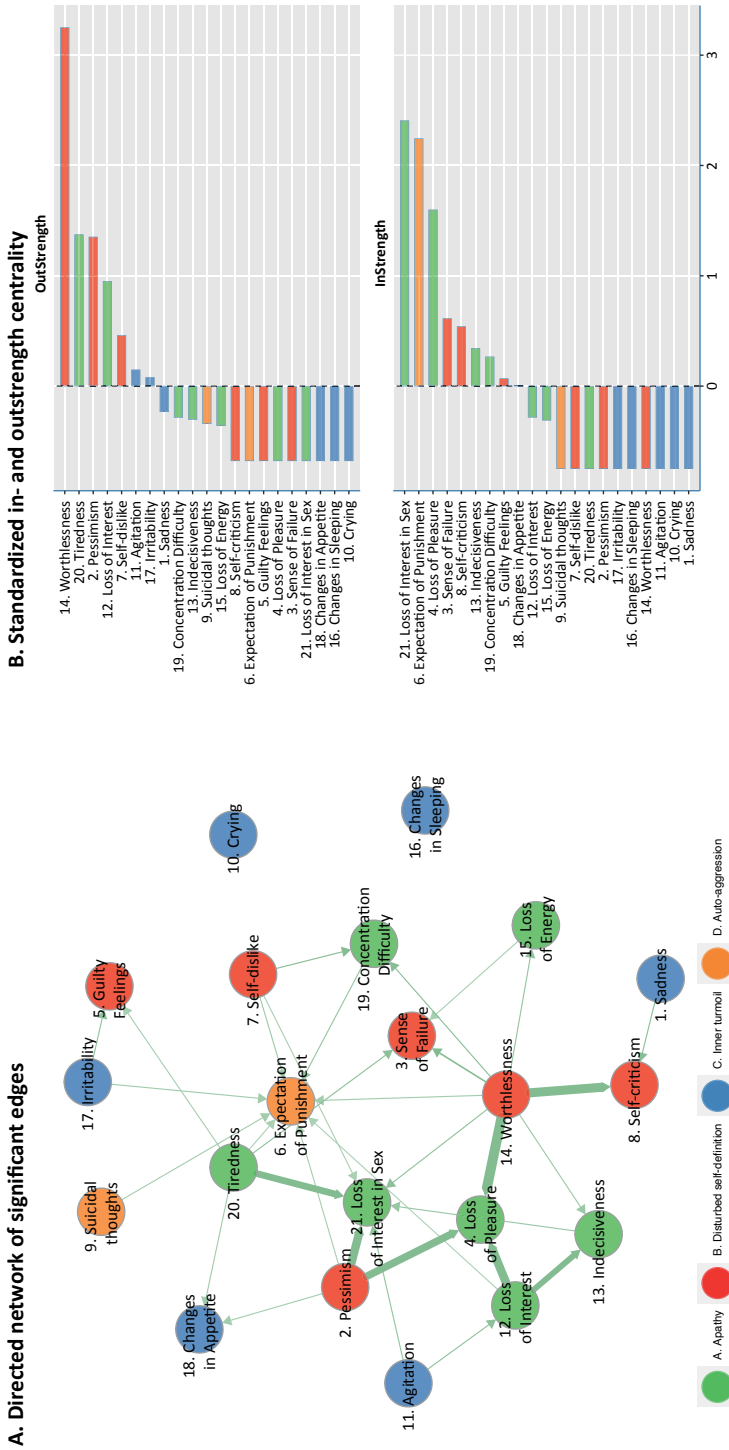 A. Directed network of significant edges
9. Suicidal
thoughts
17. Irritability
5. Guilty
Feelings
18. Changes
in Appetite
20. Tiredness
10. Crying
6. Expectation
of Punishment
7. Self-dislike
2. Pessimism
21. Loss
of Interest in Sex
19. Concentration
Difficulty
3. Sense
of Failure
16. Changes
in Sleeping
11. Agitation
4. Loss
of Pleasure
14. Worthlessness
12. Loss
of Interest
15. Loss
of Energy
13. Indecisiveness
8. Self-criticism
1. Sadness
A. Apathy
B. Disturbed self-definition
C. Inner turmoil
D. Auto-aggression
B. Standardized in- and outstrength centrality
OutStrength
14. Worthlessness
20. Tiredness
2. Pessimism
12. Loss of Interest
7. Self-dislike
11. Agitation
17. Irritability
1. Sadness
19. Concentration Difficulty
13. Indecisiveness
9. Suicidal thoughts
15. Loss of Energy
8. Self-criticism
6. Expectation of Punishment
5. Guilty Feelings
4. Loss of Pleasure
3. Sense of Failure
21. Loss of Interest in Sex
18. Changes in Appetite
16. Changes in Sleeping
10. Crying
InStrength
21. Loss of Interest in Sex
6. Expectation of Punishment
4. Loss of Pleasure
3. Sense of Failure
8. Self-criticism
13. Indecisiveness
19. Concentration Difficulty
5. Guilty Feelings
18. Changes in Appetite
12. Loss of Interest
15. Loss of Energy
9. Suicidal thoughts
7. Self-dislike
20. Tiredness
2. Pessimism
17. Irritability
16. Changes in Sleeping
14. Worthlessness
11. Agitation
10. Crying
1. Sadness
0 1 2 3